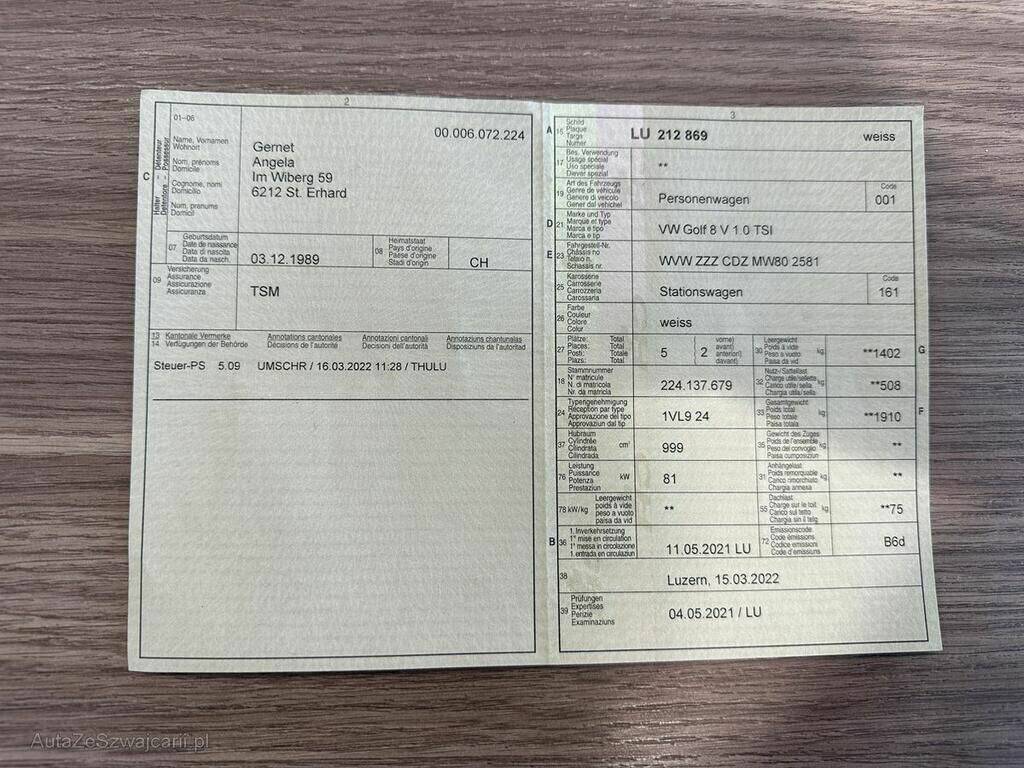 2
01–06
00.006.072.224
C
Halter - Détenteur
Detentore - Possessur
Name, Vornamen
Wohnort
Nom, prénoms
Domicile
Cognome, nomi
Domicilio
Num, prenums
Domicil
Gernet
Angela
Im Wiberg 59
6212 St. Erhard
07
Geburtsdatum
Date de naissance
Data di nascita
Data da nasch.
03.12.1989
08
Heimatstaat
Pays d'origine
Paese d'origine
Stadi d'origin
CH
09
Versicherung
Assurance
Assicurazione
Assicuranza
TSM
13 Kantonale Vermerke Annotations cantonales Annotazioni cantonali Annotaziuns chantunalas
14 Verfügungen der Behörde Décisions de l'autorité Decisioni dell'autorità Disposiziuns da l'autoritad
Steuer-PS 5.09 UMSCHR / 16.03.2022 11:28 / THULU
3
A 15
Schild
Plaque
Targa
Numer
LU 212 869 weiss
17
Bes. Verwendung
Usage spécial
Uso speciale
Diever spezial
**
19
Art des Fahrzeugs
Genre de véhicule
Genere di veicolo
Gener dal vehichel
Personenwagen
Code
001
D 21
Marke und Typ
Marque et type
Marca e tipo
Marca e tip
VW Golf 8 V 1 0 TSI
E 23
Fahrgestell-Nr.
Châssis no
Telaio n.
Schassis nr.
WVW ZZZ CDZ MW80 2581
25
Karosserie
Carrosserie
Carrozzeria
Carossaria
Stationswagen
Code
161
26
Farbe
Couleur
Colore
Colur
weiss
27
Plätze: Total
Places: Total
Posti: Totale
Plazs: Total
5 2
vorne)
avant)
anteriori)
davant)
30
Leergewicht
Poids à vide
Peso a vuoto
Paisa da vid
kg
**1402
G
18
Stammnummer
N° matricule
N. di matricola
Nr. da matricla
224.137.679
32
Nutz-/Sattellast
Charge utile/sellette
Carico utile/sella
Chargia utila/sella
kg
**508
24
Typengenehmigung
Réception par type
Approvazione del tipo
Approvaziun dal tip
1VL9 24
33
Gesamtgewicht
Poids total
Peso totale
Paisa totala
kg
**1910
F
37
Hubraum
Cylindrée
Cilindrata
Cilindrada
cm³
999
35
Gewicht des Zuges
Poids de l'ensemble
Peso del convoglio
Paisa cumposiziun
kg
**
76
Leistung
Puissance
Potenza
Prestaziun
kW
81
31
Anhängelast
Poids remorquable
Carico rimorchiato
Chargia annexa
kg
**
78 kW/kg
Leergewicht
poids à vide
peso a vuoto
paisa da vid
**
55
Dachlast
Charge sur le toit
Carico sul tetto
Chargia sin il tetg
kg
**75
B 36
1. Inverkehrsetzung
1re mise en circulation
1a messa in circolazione
1. entrada en circulaziun
11.05.2021 LU
72
Emissionscode
Code émissions
Codice emissioni
Code d'emissiuns
B6d
38
Luzern, 15.03.2022
39
Prüfungen
Expertises
Perizie
Examinaziuns
04.05.2021 / LU
AutaZeSzwajcarii.pl